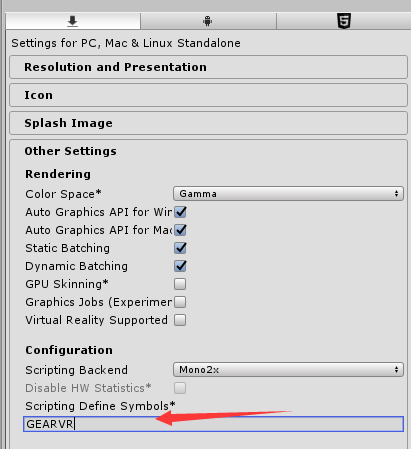 Settings for PC, Mac & Linux Standalone
Resolution and Presentation
Icon
Splash Image
Other Settings
Rendering
Color Space* Gamma
Auto Graphics API for Win
Auto Graphics API for Mac
Static Batching
Dynamic Batching
GPU Skinning*
Graphics Jobs (Experimen
Virtual Reality Supported
Configuration
Scripting Backend Mono2x
Disable HW Statistics*
Scripting Define Symbols*
GEARVR